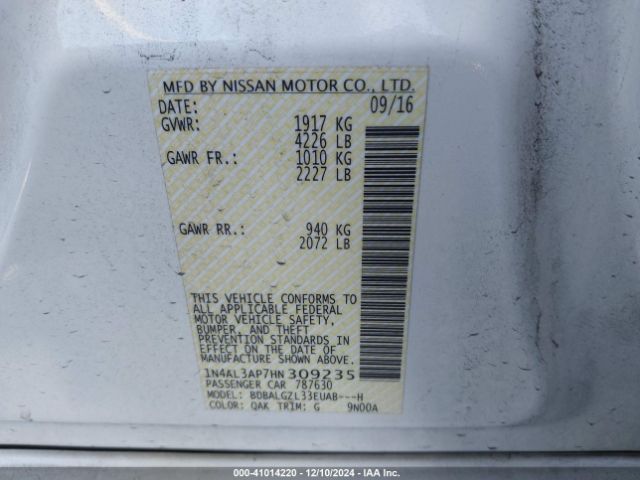 MFD BY NISSAN MOTOR CO., LTD.
DATE: 09/16
GVWR: 1917 KG
4226 LB
GAWR FR.: 1010 KG
2227 LB
GAWR RR.: 940 KG
2072 LB
THIS VEHICLE CONFORMS TO
ALL APPLICABLE FEDERAL
MOTOR VEHICLE SAFETY,
BUMPER, AND THEFT
PREVENTION STANDARDS
IN EFFECT ON THE DATE OF
MANUFACTURE SHOWN ABOVE.
1N4AL3AP7HN 309235
PASSENGER CAR 787630
MODEL: BDBALGZL33EUAB---H
COLOR: QAK TRIM: G 9N00A
000-41014220 - 12/10/2024 - IAA Inc.